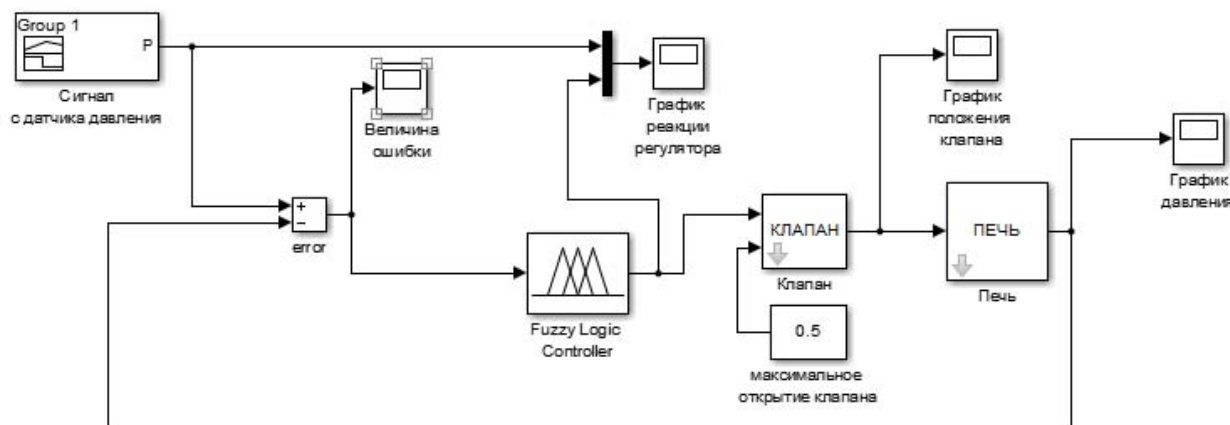 Group 1
P
Сигнал
с датчика давления
Величина
ошибки
График
реакции
регулятора
График
положения
клапана
График
давления
+
−
error
Fuzzy Logic
Controller
КЛАПАН
Клапан
ПЕЧЬ
Печь
0.5
максимальное
открытие клапана